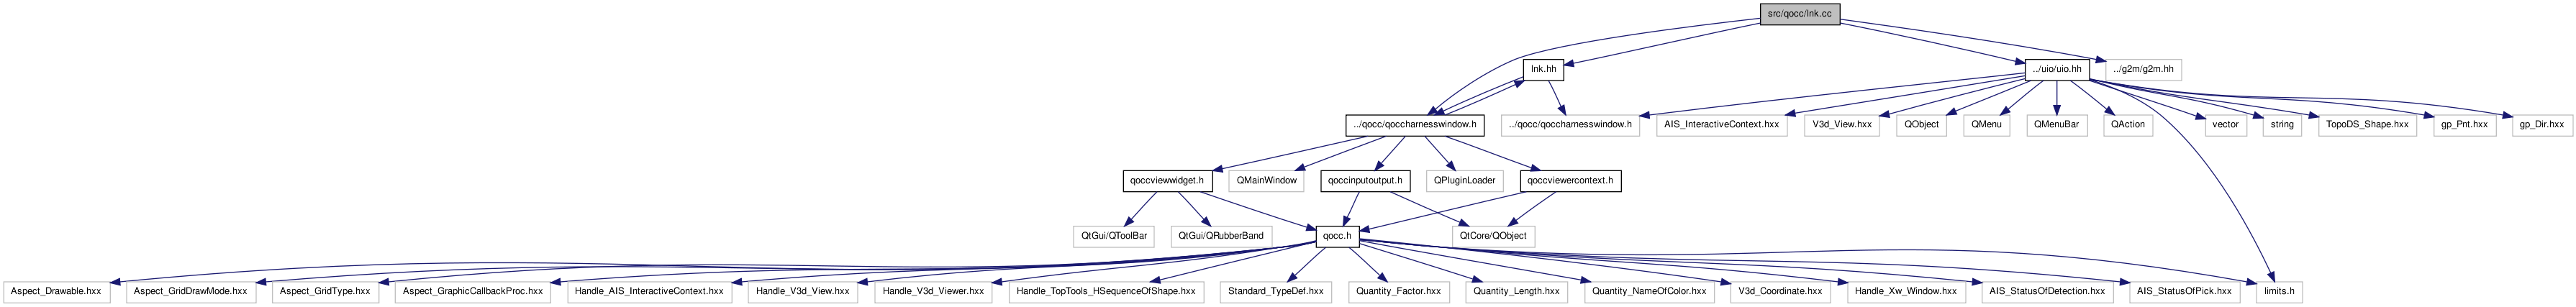 src/qocc/lnk.cc
lnk.hh
../uio/uio.hh
../g2m/g2m.hh
../qocc/qoccharnesswindow.h
../qocc/qoccharnesswindow.h
AIS_InteractiveContext.hxx
V3d_View.hxx
QObject
QMenu
QMenuBar
QAction
vector
string
TopoDS_Shape.hxx
gp_Pnt.hxx
gp_Dir.hxx
qoccviewwidget.h
QMainWindow
qoccinputoutput.h
QPluginLoader
qoccviewercontext.h
QtGui/QToolBar
QtGui/QRubberBand
qocc.h
QtCore/QObject
Aspect_Drawable.hxx
Aspect_GridDrawMode.hxx
Aspect_GridType.hxx
Aspect_GraphicCallbackProc.hxx
Handle_AIS_InteractiveContext.hxx
Handle_V3d_View.hxx
Handle_V3d_Viewer.hxx
Handle_TopTools_HSequenceOfShape.hxx
Standard_TypeDef.hxx
Quantity_Factor.hxx
Quantity_Length.hxx
Quantity_NameOfColor.hxx
V3d_Coordinate.hxx
Handle_Xw_Window.hxx
AIS_StatusOfDetection.hxx
AIS_StatusOfPick.hxx
limits.h